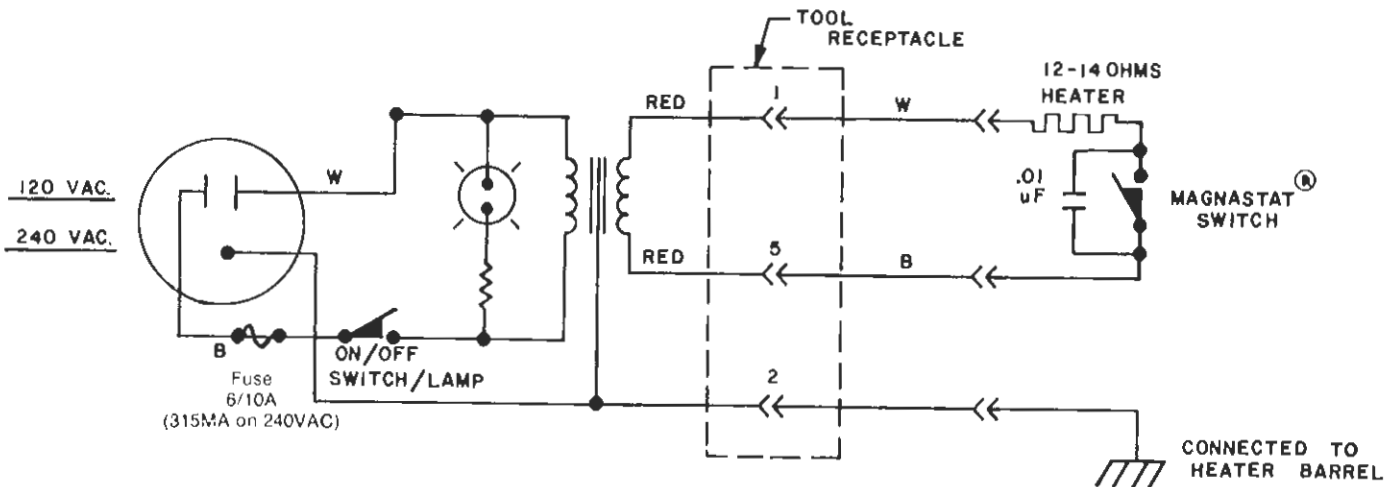 TOOL
RECEPTACLE
12-14 OHMS
HEATER
RED
1
W
W
120 VAC.
240 VAC.
.01
uF
MAGNASTAT®
SWITCH
RED
5
B
B
ON/OFF
SWITCH/LAMP
Fuse
6/10A
(315MA on 240VAC)
2
CONNECTED TO
HEATER BARREL